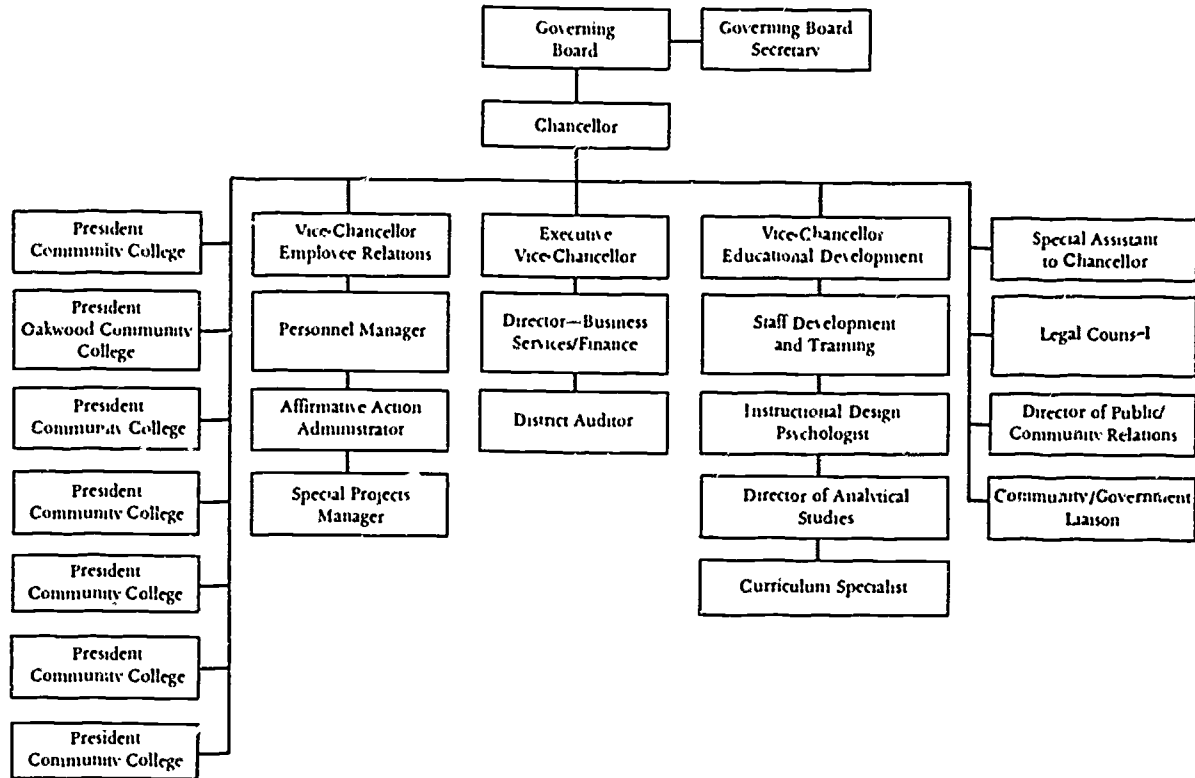 Governing
Board
Governing Board
Secretary
Chancellor
President
Community College
President
Oakwood Community
College
President
Community College
President
Community College
President
Community College
President
Community College
President
Community College
Vice-Chancellor
Employee Relations
Personnel Manager
Affirmative Action
Administrator
Special Projects
Manager
Executive
Vice-Chancellor
Director—Business
Services/Finance
District Auditor
Vice-Chancellor
Educational Development
Staff Development
and Training
Instructional Design
Psychologist
Director of Analytical
Studies
Curriculum Specialist
Special Assistant
to Chancellor
Legal Counsel
Director of Public/
Community Relations
Community/Government
Liaison